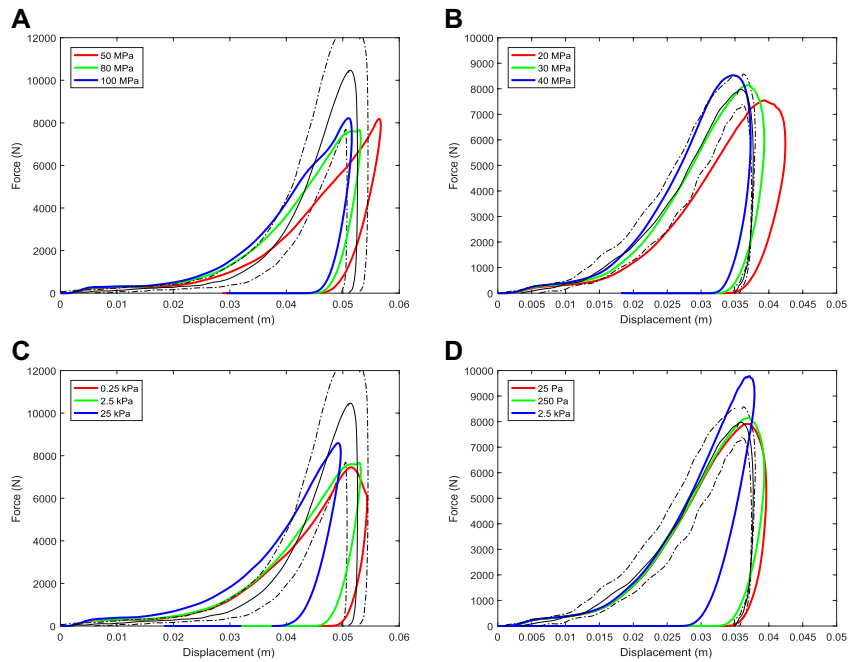 A
12000
10000
8000
6000
4000
2000
0
Force (N)
50 MPa
80 MPa
100 MPa
0 0.01 0.02 0.03 0.04 0.05 0.06
Displacement (m)
B
10000
9000
8000
7000
6000
5000
4000
3000
2000
1000
0
Force (N)
20 MPa
30 MPa
40 MPa
0 0.005 0.01 0.015 0.02 0.025 0.03 0.035 0.04 0.045 0.05
Displacement (m)
C
12000
10000
8000
6000
4000
2000
0
Force (N)
0.25 kPa
2.5 kPa
25 kPa
0 0.01 0.02 0.03 0.04 0.05 0.06
Displacement (m)
D
10000
9000
8000
7000
6000
5000
4000
3000
2000
1000
0
Force (N)
25 Pa
250 Pa
2.5 kPa
0 0.005 0.01 0.015 0.02 0.025 0.03 0.035 0.04 0.045 0.05
Displacement (m)